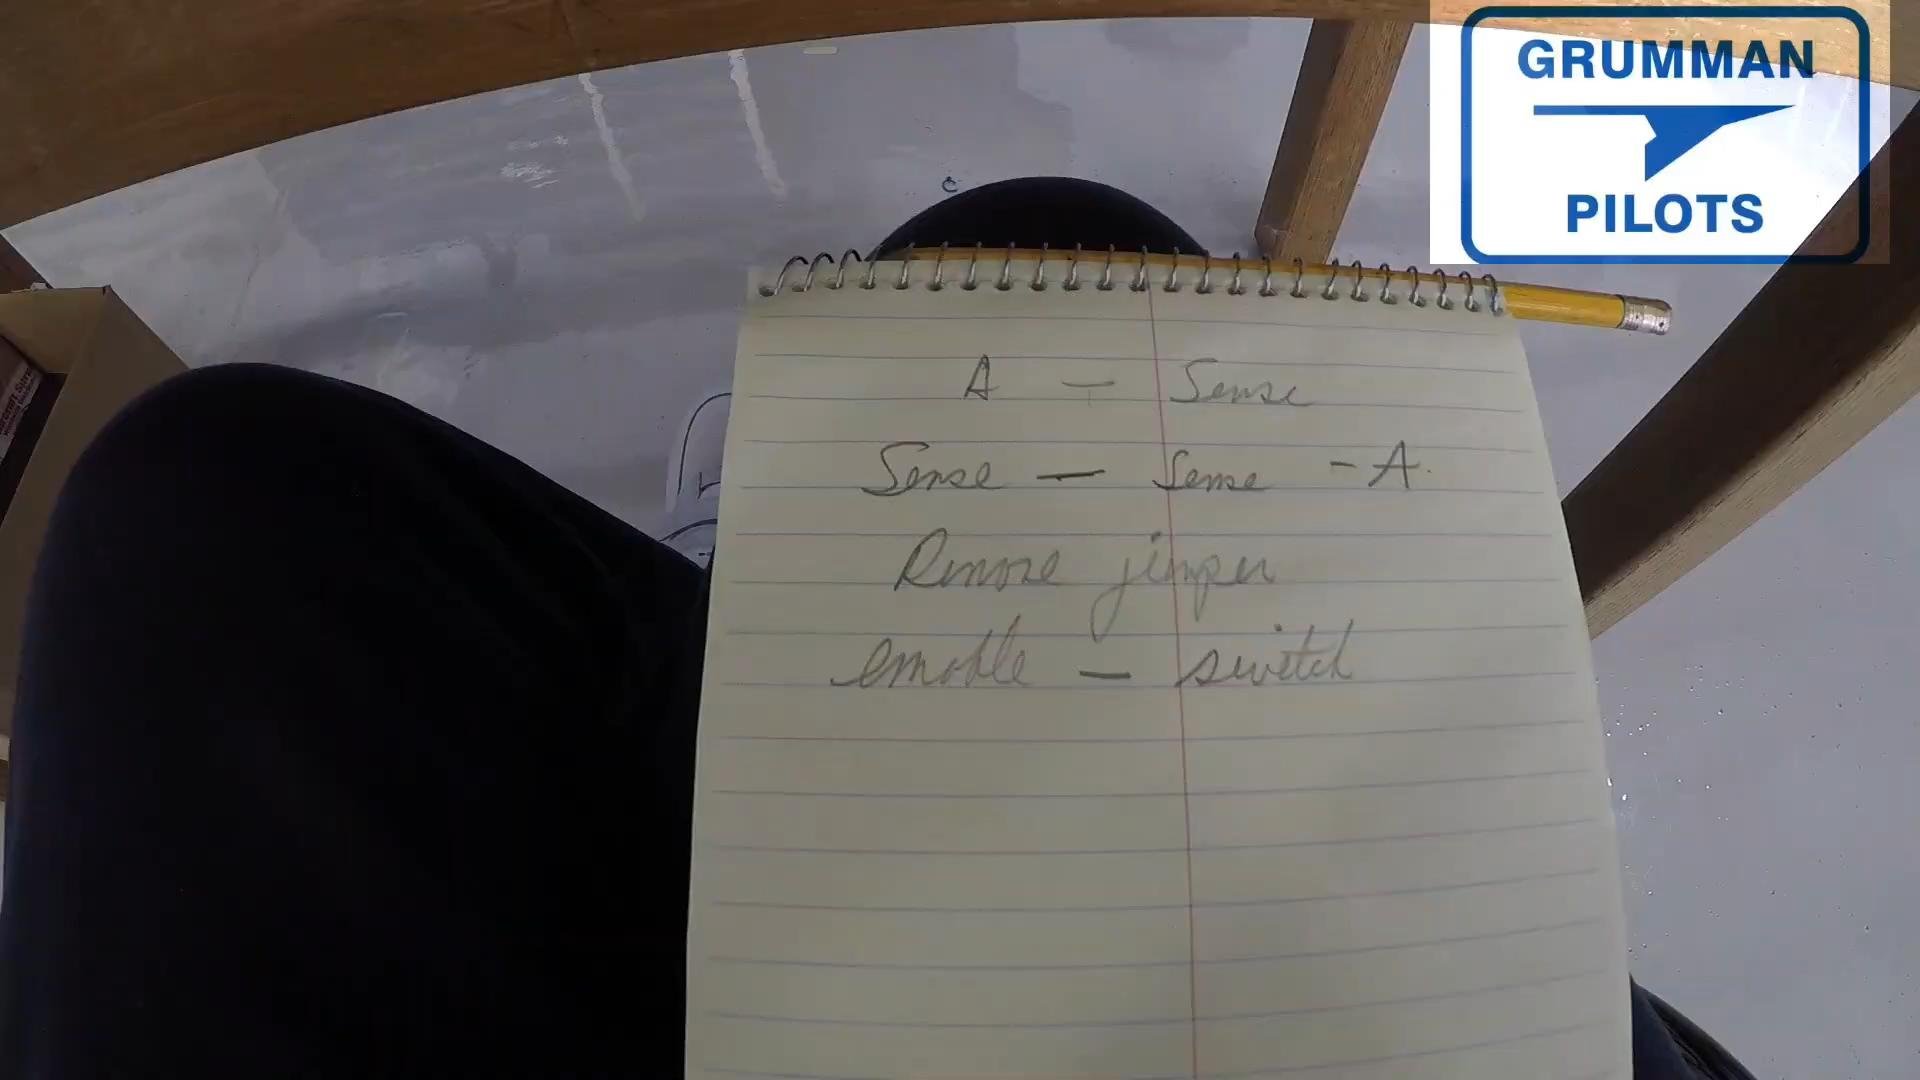 GRUMMAN
PILOTS
A — Sense
Sense — Sense - A.
Remove jumper
enable — switch